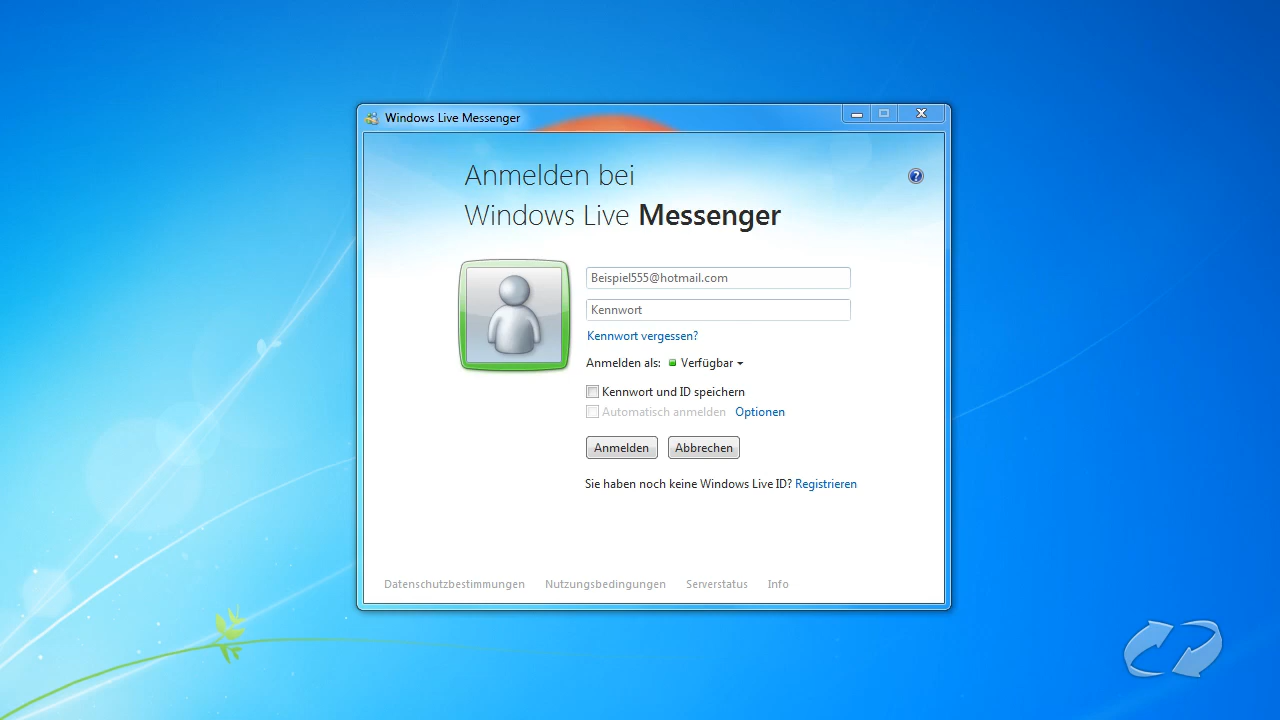 Windows Live Messenger
Anmelden bei
Windows Live Messenger
Beispiel555@hotmail.com
Kennwort
Kennwort vergessen?
Anmelden als: Verfügbar
Kennwort und ID speichern
Automatisch anmelden Optionen
Anmelden Abbrechen
Sie haben noch keine Windows Live ID? Registrieren
Datenschutzbestimmungen Nutzungsbedingungen Serverstatus Info